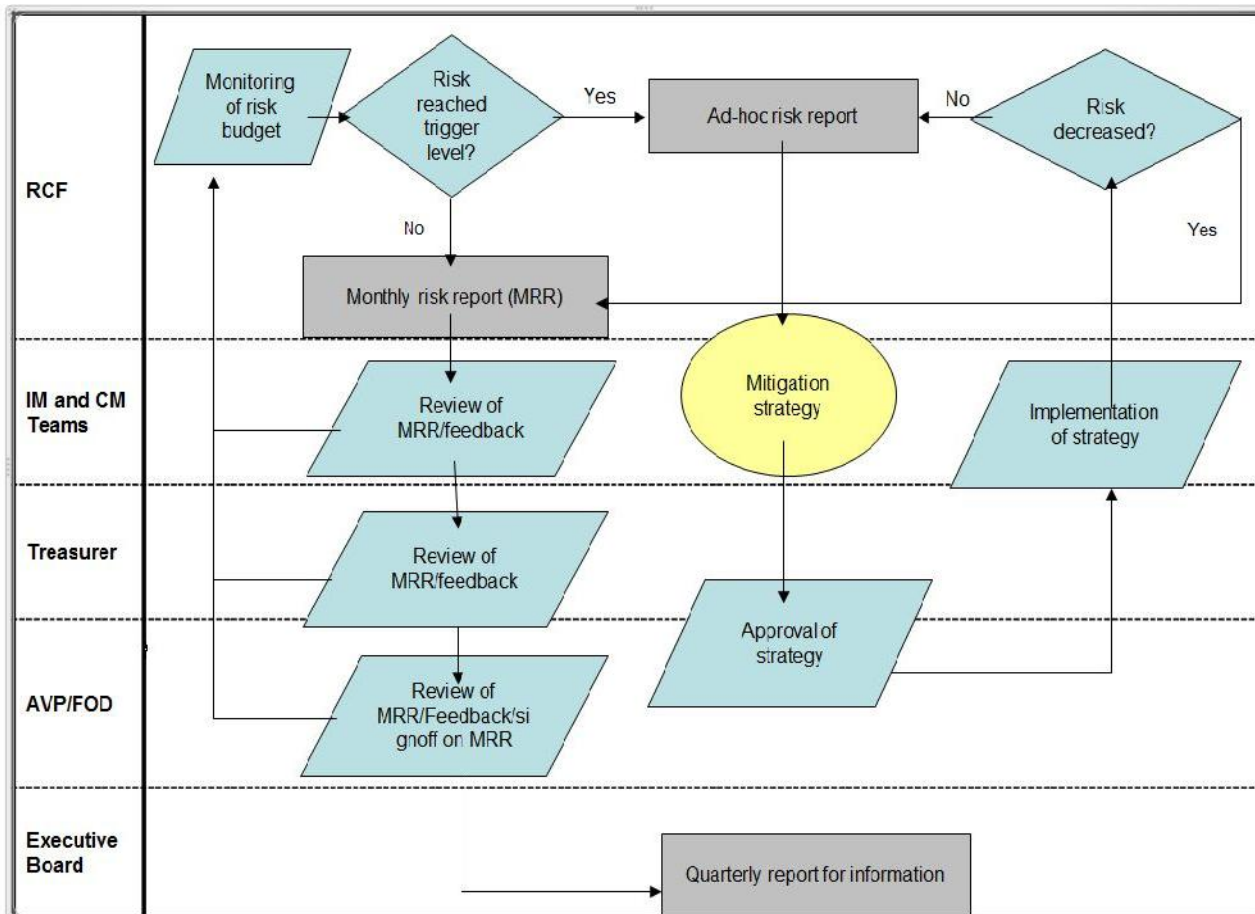 RCF
Monitoring
of risk
budget
Risk
reached
trigger
level?
Yes
Ad-hoc risk report
No
Risk
decreased?
No
Yes
Monthly risk report (MRR)
IM and CM
Teams
Review of
MRR/feedback
Mitigation
strategy
Implementation
of strategy
Treasurer
Review of
MRR/feedback
AVP/FOD
Approval of
strategy
Review of
MRR/Feedback/si
gnoff on MRR
Executive
Board
Quarterly report for information